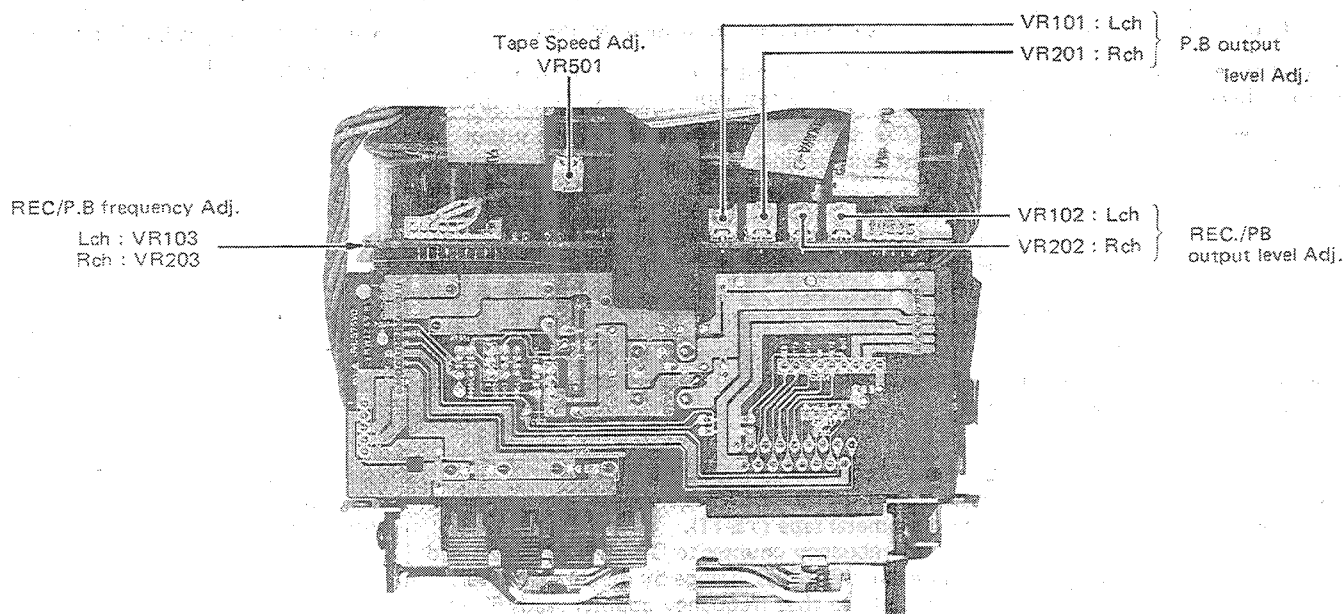 Tape Speed Adj.
VR501
VR101 : Lch
VR201 : Rch
P.B output
level Adj.
REC/P.B frequency Adj.
Lch : VR103
Rch : VR203
VR102 : Lch
VR202 : Rch
REC./PB
output level Adj.